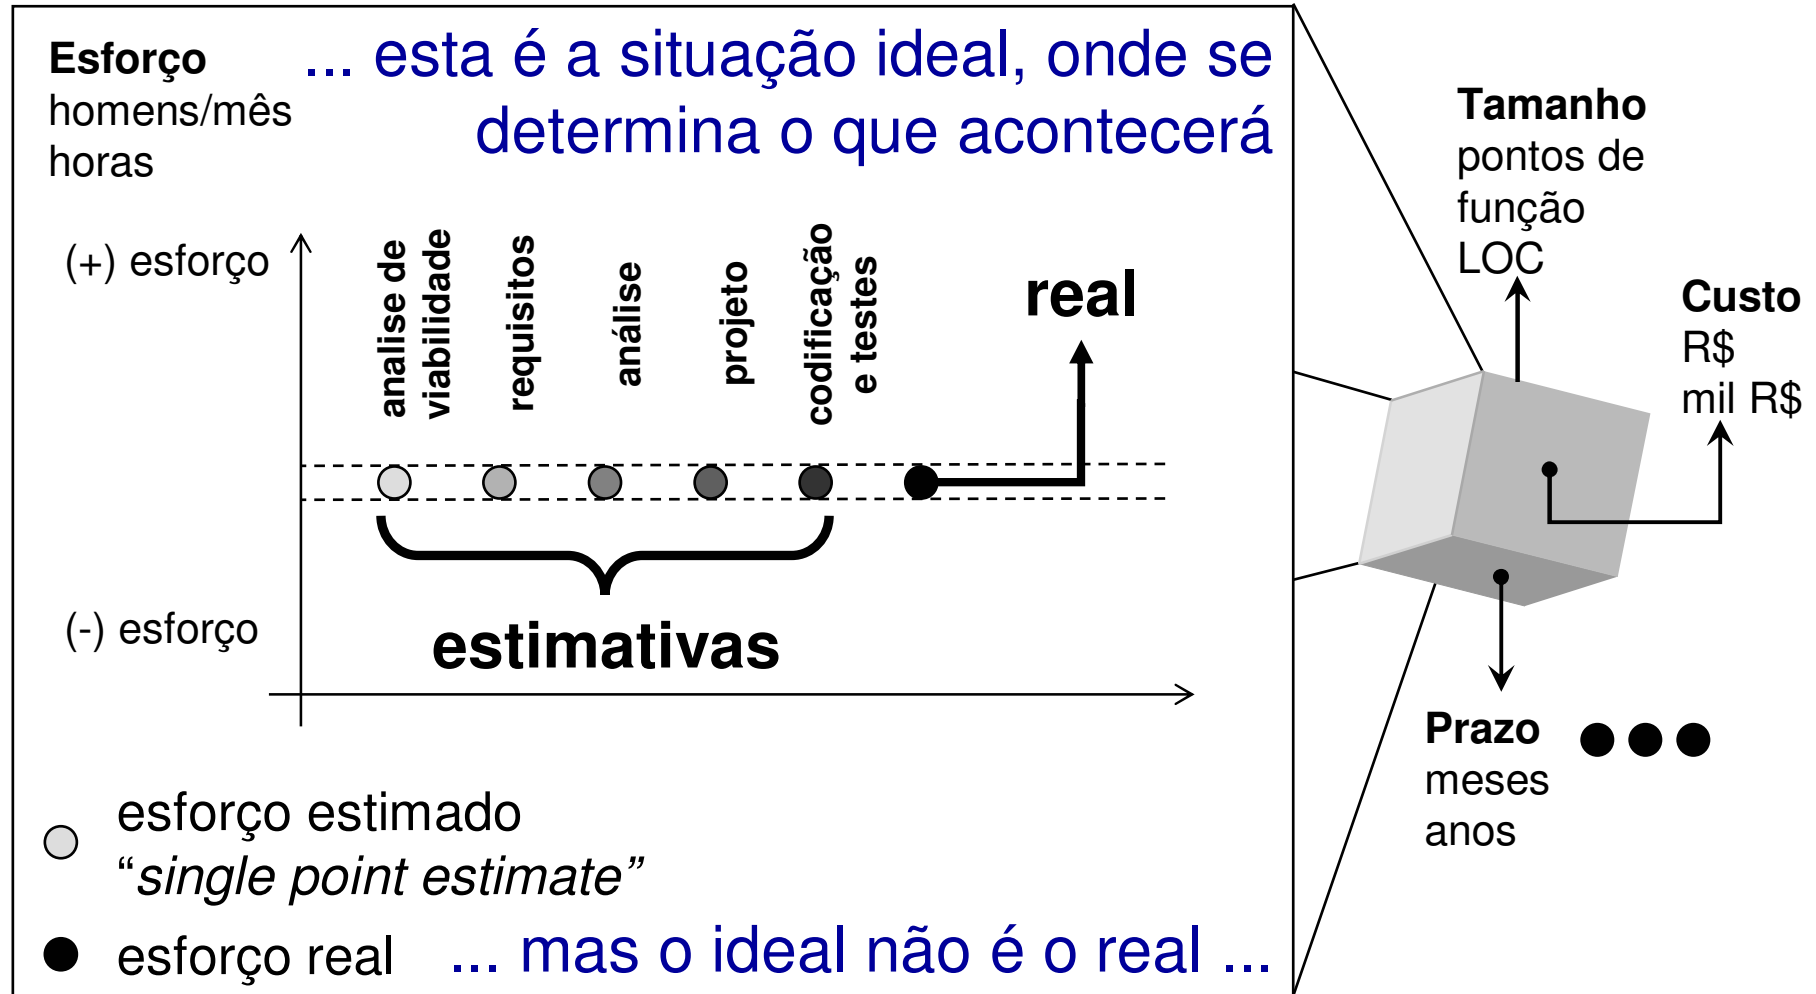 Esforço
homens/mês
horas
... esta é a situação ideal, onde se
determina o que acontecerá
(+) esforço
analise de
viabilidade
requisitos
análise
projeto
codificação
e testes
real
(-) esforço
estimativas
esforço estimado
“single point estimate”
esforço real
... mas o ideal não é o real ...
Tamanho
pontos de
função
LOC
Custo
R$
mil R$
Prazo
meses
anos